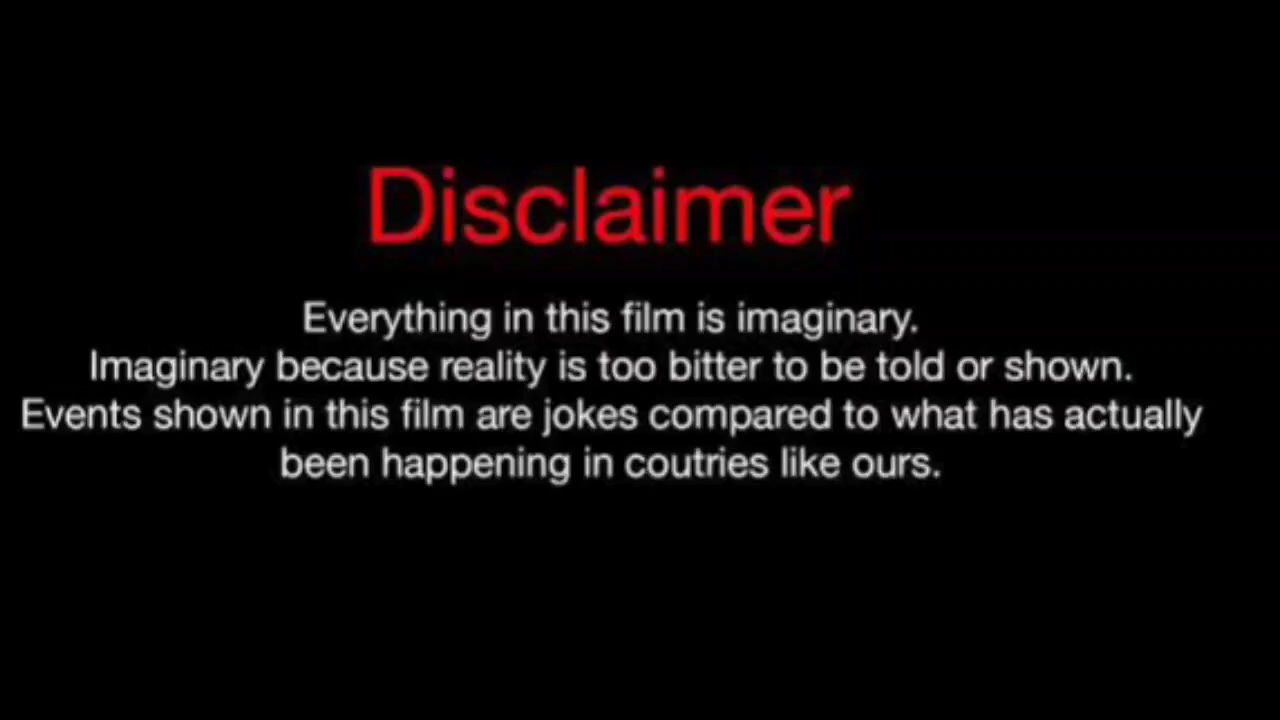 Disclaimer
Everything in this film is imaginary.
Imaginary because reality is too bitter to be told or shown.
Events shown in this film are jokes compared to what has actually
been happening in coutries like ours.